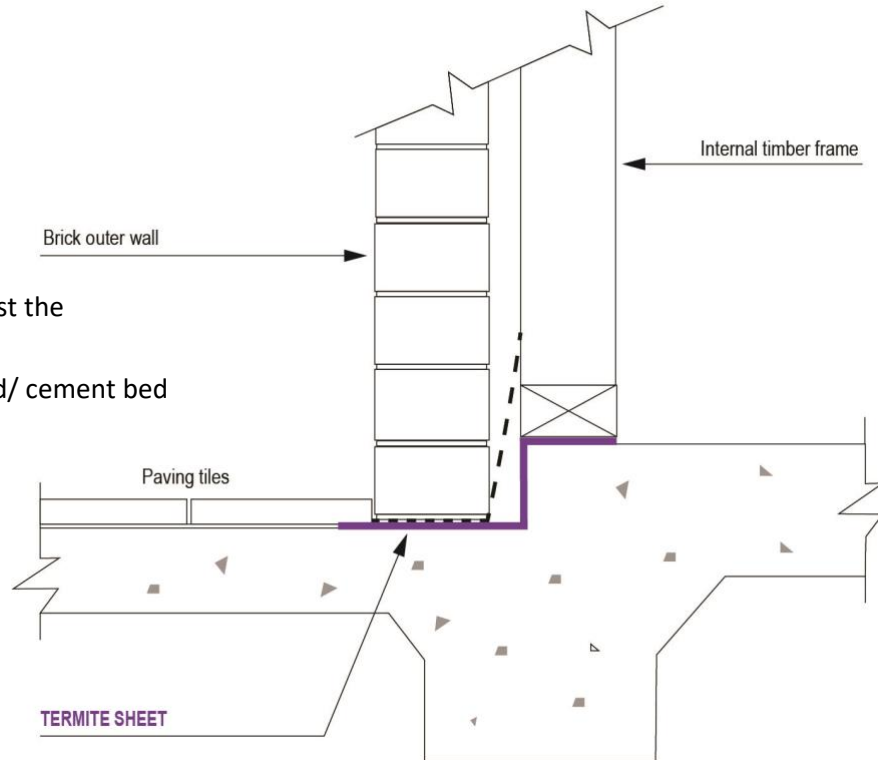 Internal timber frame
Brick outer wall
st the
/ cement bed
Paving tiles
TERMITE SHEET